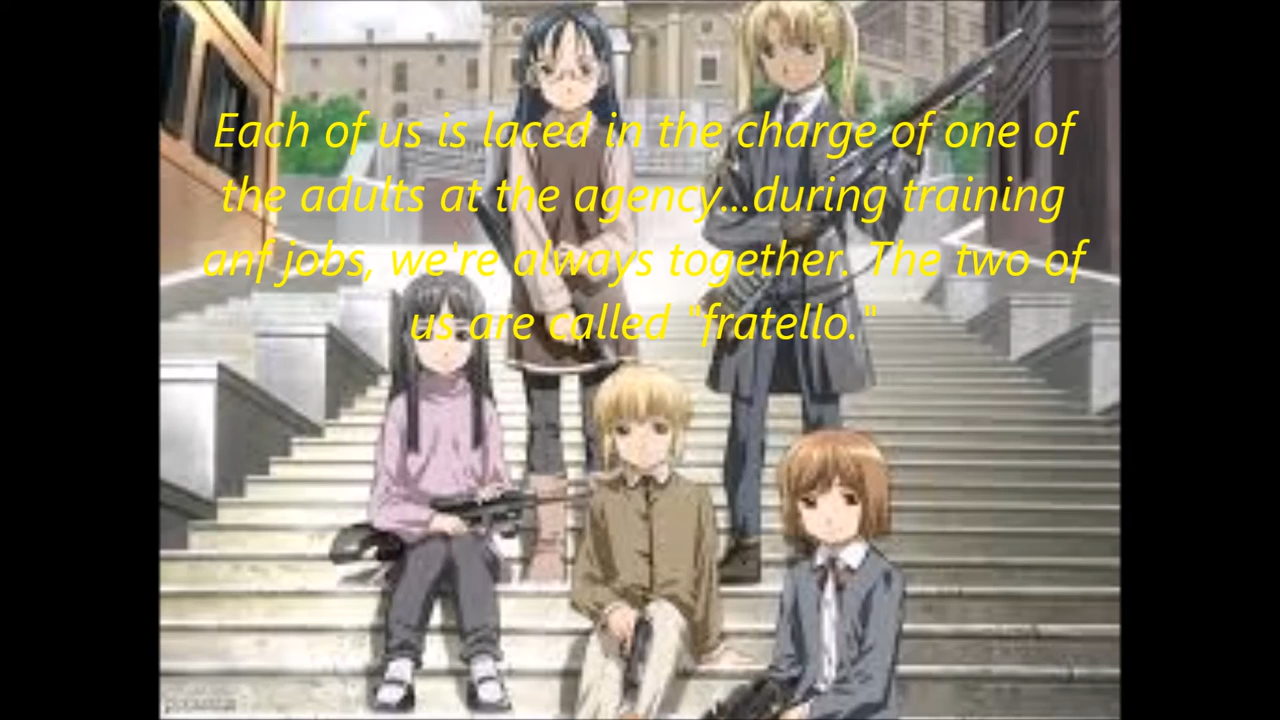 Each of us is laced in the charge of one of
the adults at the agency...during training
anf jobs, we're always together. The two of
us are called "fratello."